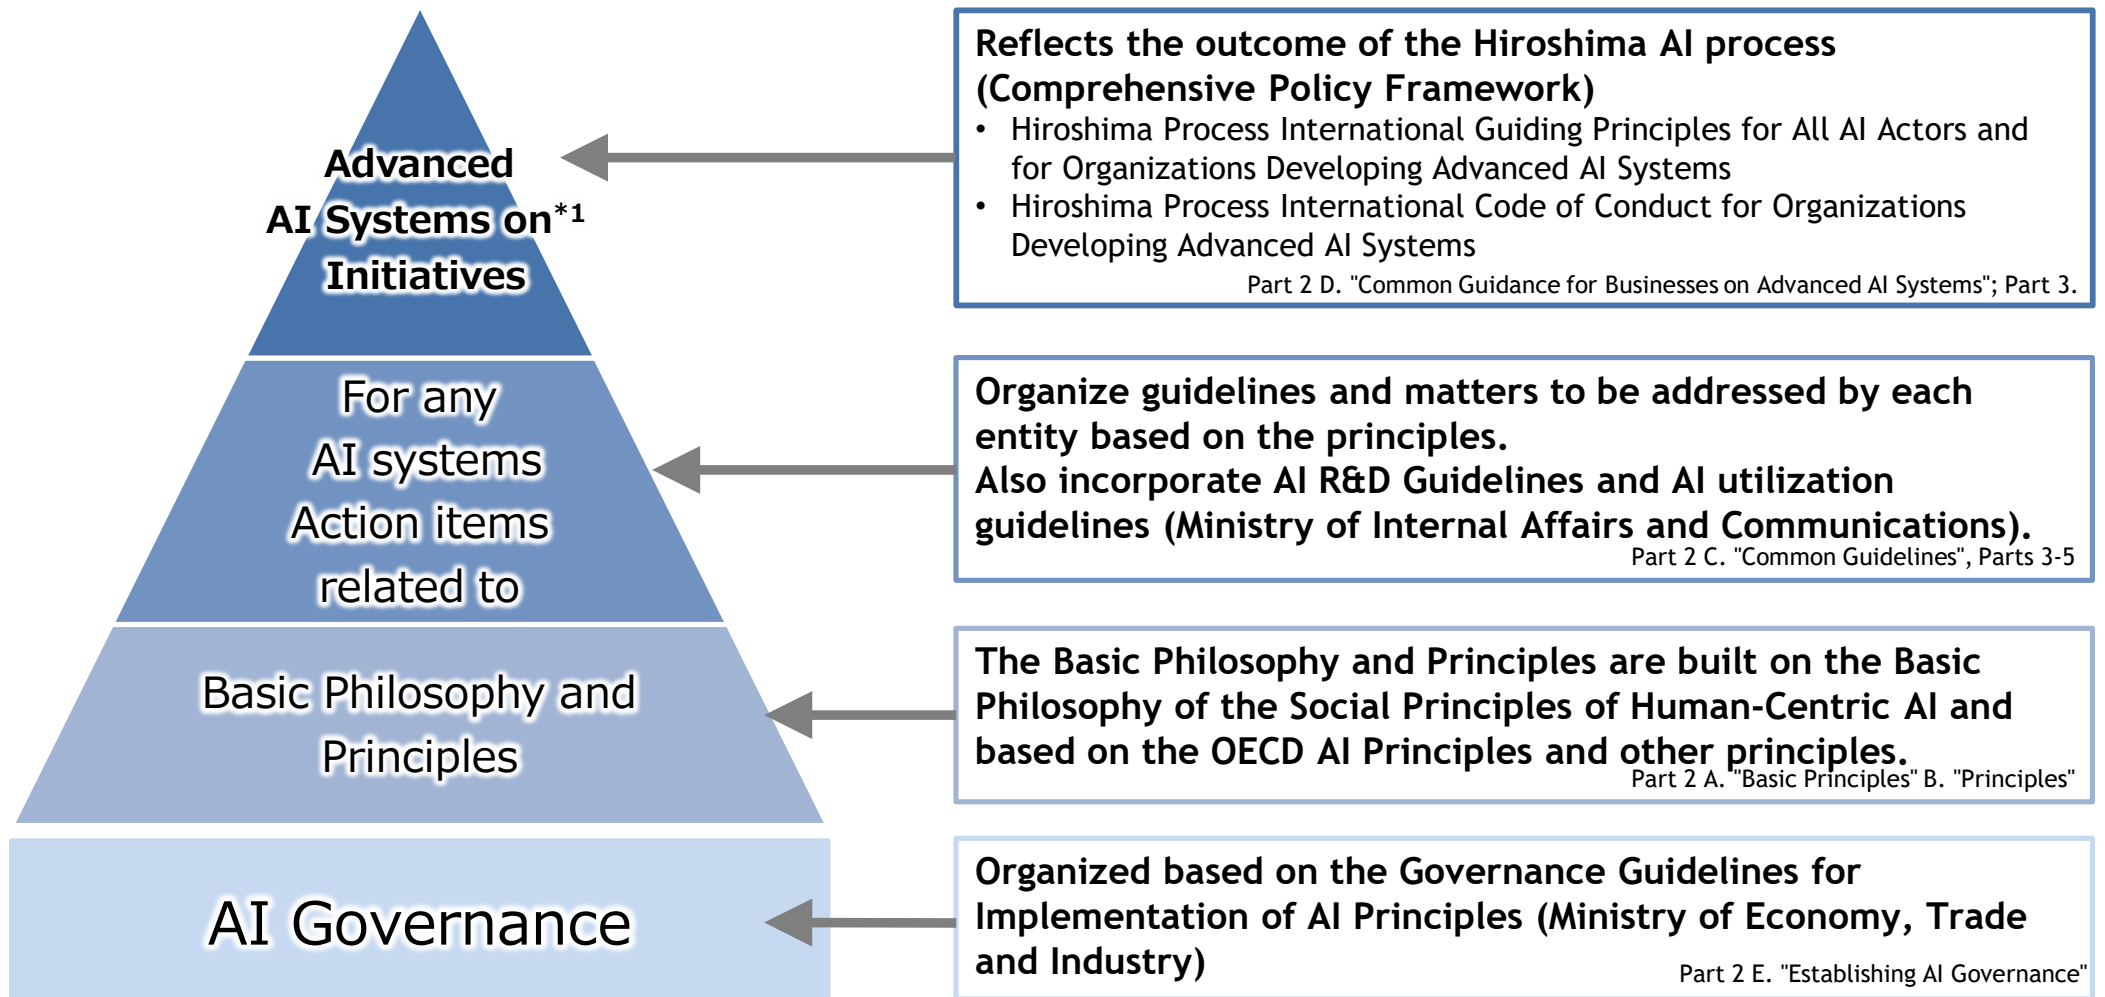 Advanced
AI Systems on*1
Initiatives
Reflects the outcome of the Hiroshima AI process
(Comprehensive Policy Framework)
• Hiroshima Process International Guiding Principles for All AI Actors and
for Organizations Developing Advanced AI Systems
• Hiroshima Process International Code of Conduct for Organizations
Developing Advanced AI Systems
Part 2 D. "Common Guidance for Businesses on Advanced AI Systems"; Part 3.
For any
AI systems
Action items
related to
Organize guidelines and matters to be addressed by each
entity based on the principles.
Also incorporate AI R&D Guidelines and AI utilization
guidelines (Ministry of Internal Affairs and Communications).
Part 2 C. "Common Guidelines", Parts 3-5
Basic Philosophy and
Principles
The Basic Philosophy and Principles are built on the Basic
Philosophy of the Social Principles of Human-Centric AI and
based on the OECD AI Principles and other principles.
Part 2 A. "Basic Principles" B. "Principles"
AI Governance
Organized based on the Governance Guidelines for
Implementation of AI Principles (Ministry of Economy, Trade
and Industry)
Part 2 E. "Establishing AI Governance"